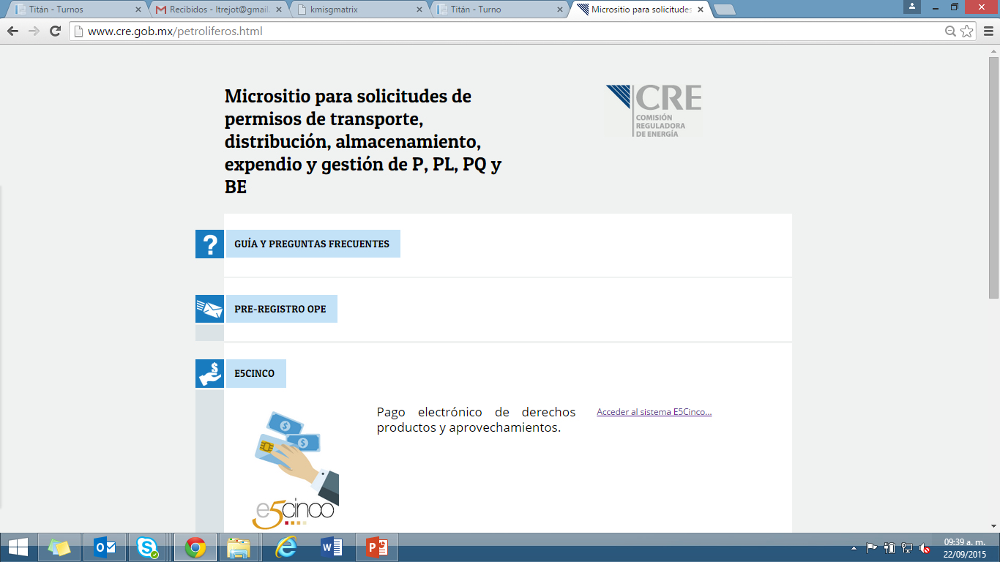 Titán - Turnos
Recibidos - ltrejot@gmail.
kmisgmatrix
Titán - Turno
Micrositio para solicitudes
www.cre.gob.mx/petroliferos.html
Micrositio para solicitudes de
permisos de transporte,
distribución, almacenamiento,
expendio y gestión de P, PL, PQ y
BE
CRE
COMISIÓN
REGULADORA
DE ENERGÍA
GUÍA Y PREGUNTAS FRECUENTES
PRE-REGISTRO OPE
E5CINCO
Pago electrónico de derechos
productos y aprovechamientos.
Acceder al sistema E5Cinco...
e5cinco
09:39 a. m.
22/09/2015